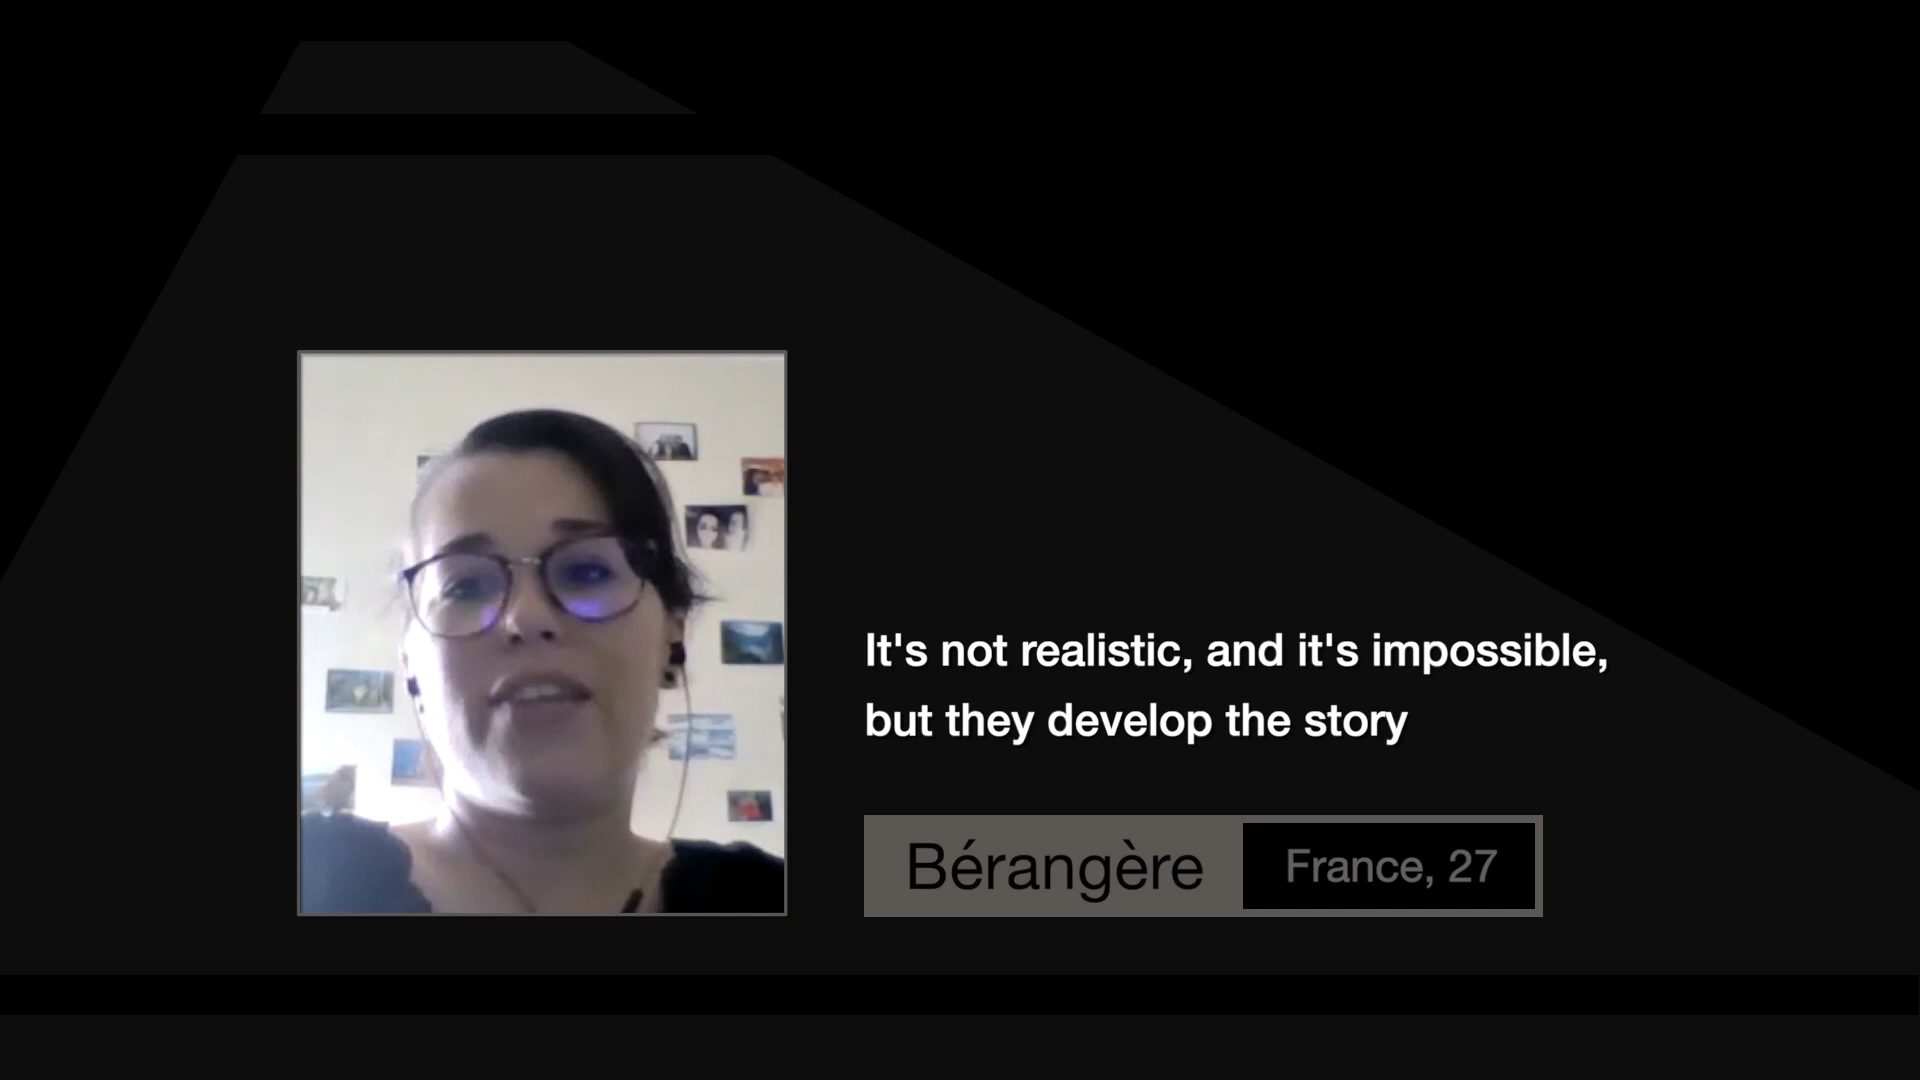 It's not realistic, and it's impossible,
but they develop the story
Bérangère
France, 27